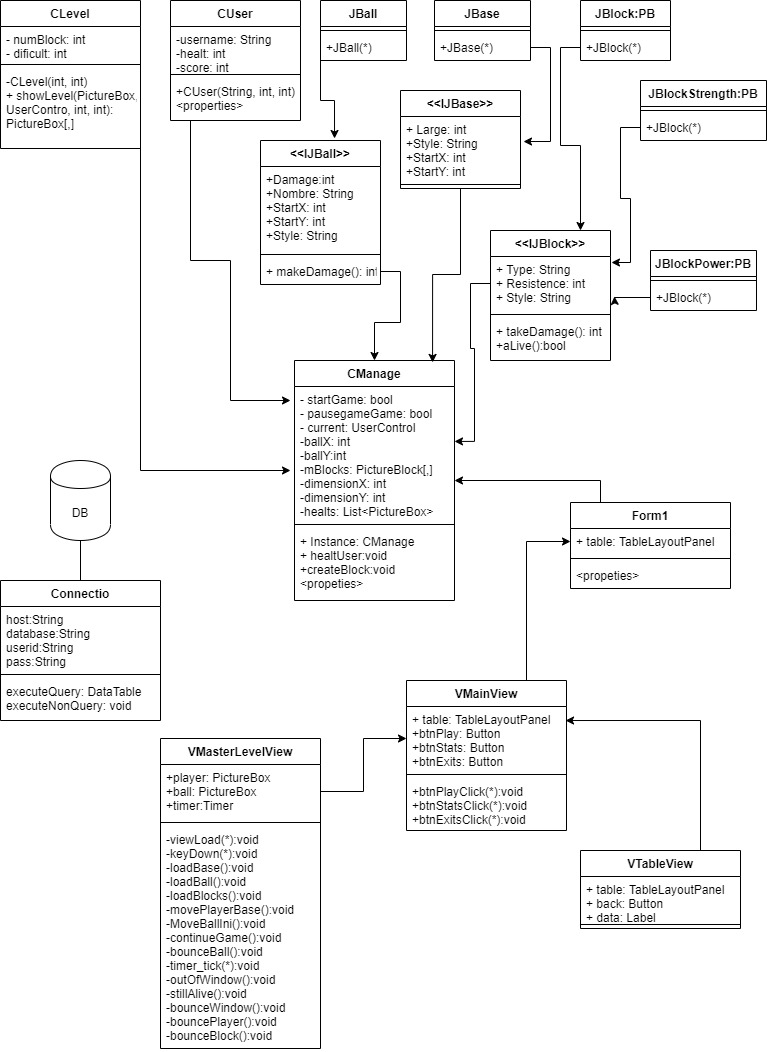 CLevel
- numBlock: int
- dificult: int
-CLevel(int, int)
+ showLevel(PictureBox,
UserContro, int, int):
PictureBox[,]
CUser
-username: String
-healt: int
-score: int
+CUser(String, int, int)
<properties>
JBall
+JBall(*)
JBase
+JBase(*)
JBlock:PB
+JBlock(*)
JBlockStrength:PB
+JBlock(*)
<<IJBall>>
+Damage:int
+Nombre: String
+StartX: int
+StartY: int
+Style: String
+ makeDamage(): int
<<IJBase>>
+ Large: int
+Style: String
+StartX: int
+StartY: int
<<IJBlock>>
+ Type: String
+ Resistence: int
+ Style: String
+ takeDamage(): int
+aLive():bool
JBlockPower:PB
+JBlock(*)
CManage
- startGame: bool
- pausegameGame: bool
- current: UserControl
-ballX: int
-ballY:int
-mBlocks: PictureBlock[,]
-dimensionX: int
-dimensionY: int
-healts: List<PictureBox>
+ Instance: CManage
+ healtUser:void
+createBlock:void
<propeties>
DB
Connectio
host:String
database:String
userid:String
pass:String
executeQuery: DataTable
executeNonQuery: void
Form1
+ table: TableLayoutPanel
<propeties>
VMainView
+ table: TableLayoutPanel
+btnPlay: Button
+btnStats: Button
+btnExits: Button
+btnPlayClick(*):void
+btnStatsClick(*):void
+btnExitsClick(*):void
VMasterLevelView
+player: PictureBox
+ball: PictureBox
+timer:Timer
-viewLoad(*):void
-keyDown(*):void
-loadBase():void
-loadBall():void
-loadBlocks():void
-movePlayerBase():void
-MoveBallIni():void
-continueGame():void
-bounceBall():void
-timer_tick(*):void
-outOfWindow():void
-stillAlive():void
-bounceWindow():void
-bouncePlayer():void
-bounceBlock():void
VTableView
+ table: TableLayoutPanel
+ back: Button
+ data: Label